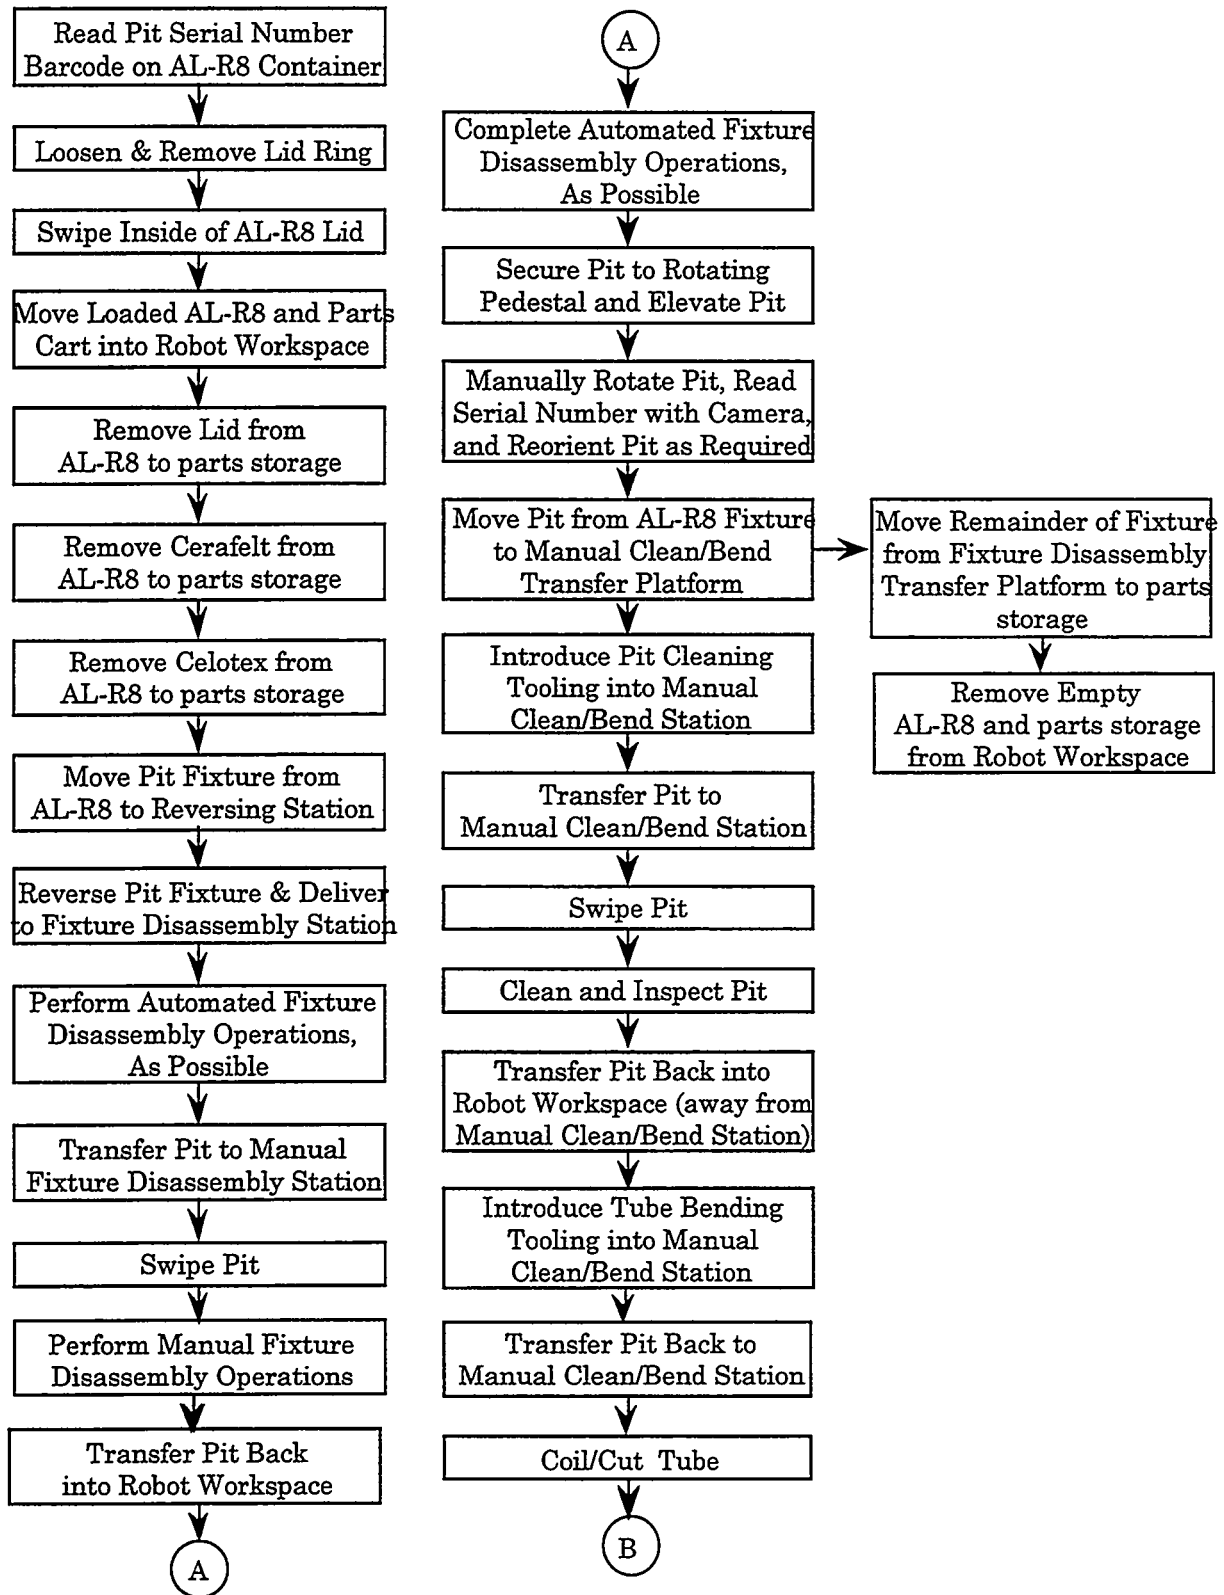 Read Pit Serial Number
Barcode on AL-R8 Container
Loosen & Remove Lid Ring
Swipe Inside of AL-R8 Lid
Move Loaded AL-R8 and Parts
Cart into Robot Workspace
Remove Lid from
AL-R8 to parts storage
Remove Cerafelt from
AL-R8 to parts storage
Remove Celotex from
AL-R8 to parts storage
Move Pit Fixture from
AL-R8 to Reversing Station
Reverse Pit Fixture & Deliver
to Fixture Disassembly Station
Perform Automated Fixture
Disassembly Operations,
As Possible
Transfer Pit to Manual
Fixture Disassembly Station
Swipe Pit
Perform Manual Fixture
Disassembly Operations
Transfer Pit Back
into Robot Workspace
A
A
Complete Automated Fixture
Disassembly Operations,
As Possible
Secure Pit to Rotating
Pedestal and Elevate Pit
Manually Rotate Pit, Read
Serial Number with Camera,
and Reorient Pit as Required
Move Pit from AL-R8 Fixture
to Manual Clean/Bend
Transfer Platform
Introduce Pit Cleaning
Tooling into Manual
Clean/Bend Station
Transfer Pit to
Manual Clean/Bend Station
Swipe Pit
Clean and Inspect Pit
Transfer Pit Back into
Robot Workspace (away from
Manual Clean/Bend Station)
Introduce Tube Bending
Tooling into Manual
Clean/Bend Station
Transfer Pit Back to
Manual Clean/Bend Station
Coil/Cut Tube
B
Move Remainder of Fixture
from Fixture Disassembly
Transfer Platform to parts
storage
Remove Empty
AL-R8 and parts storage
from Robot Workspace